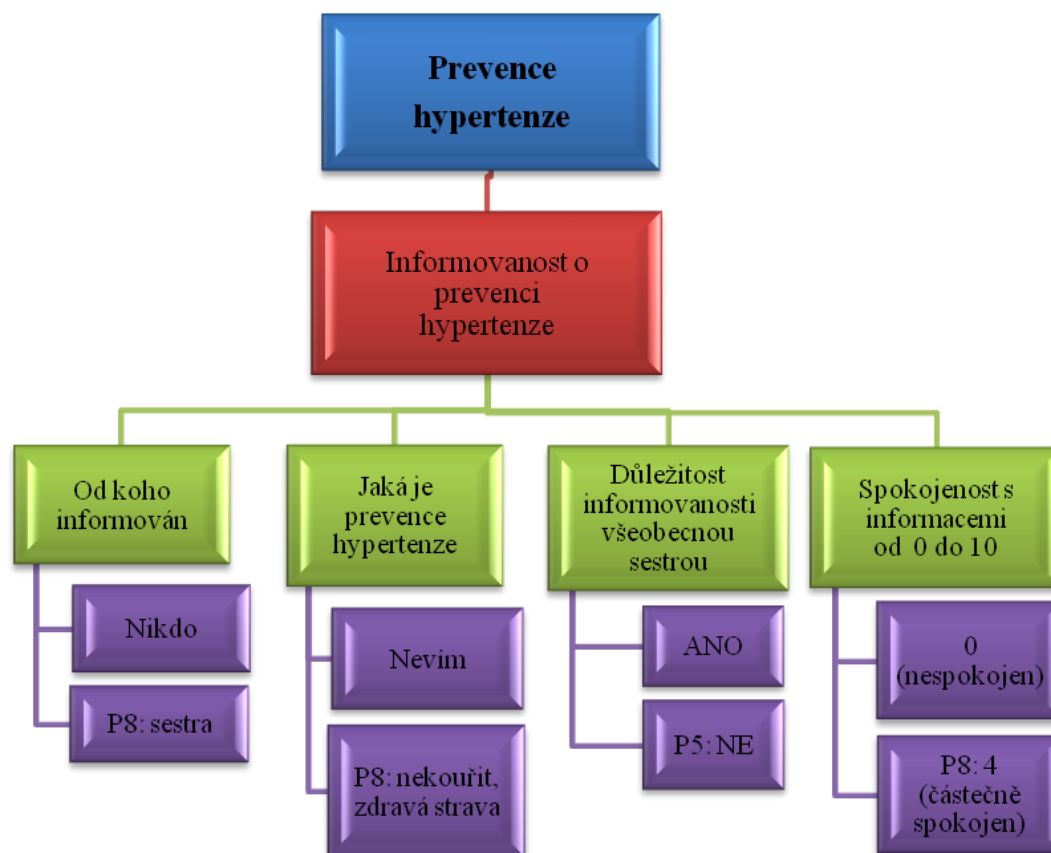 Prevence
hypertenze
Informovanost o
prevenci
hypertenze
Od koho
informován
Nikdo
P8: sestra
Jaká je
prevence
hypertenze
Nevím
P8: nekouřit,
zdravá strava
Důležitost
informovanosti
všeobecnou
sestrou
ANO
P5: NE
Spokojenost s
informacemi
od 0 do 10
0
(nespokojen)
P8: 4
(částečně
spokojen)